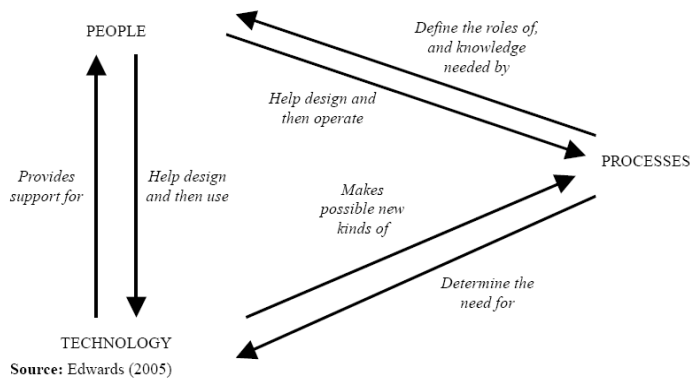 PEOPLE
Define the roles of,
and knowledge
needed by
Help design and
then operate
PROCESSES
Provides
support for
Help design
and then use
Makes
possible new
kinds of
Determine the
need for
TECHNOLOGY
Source: Edwards (2005)